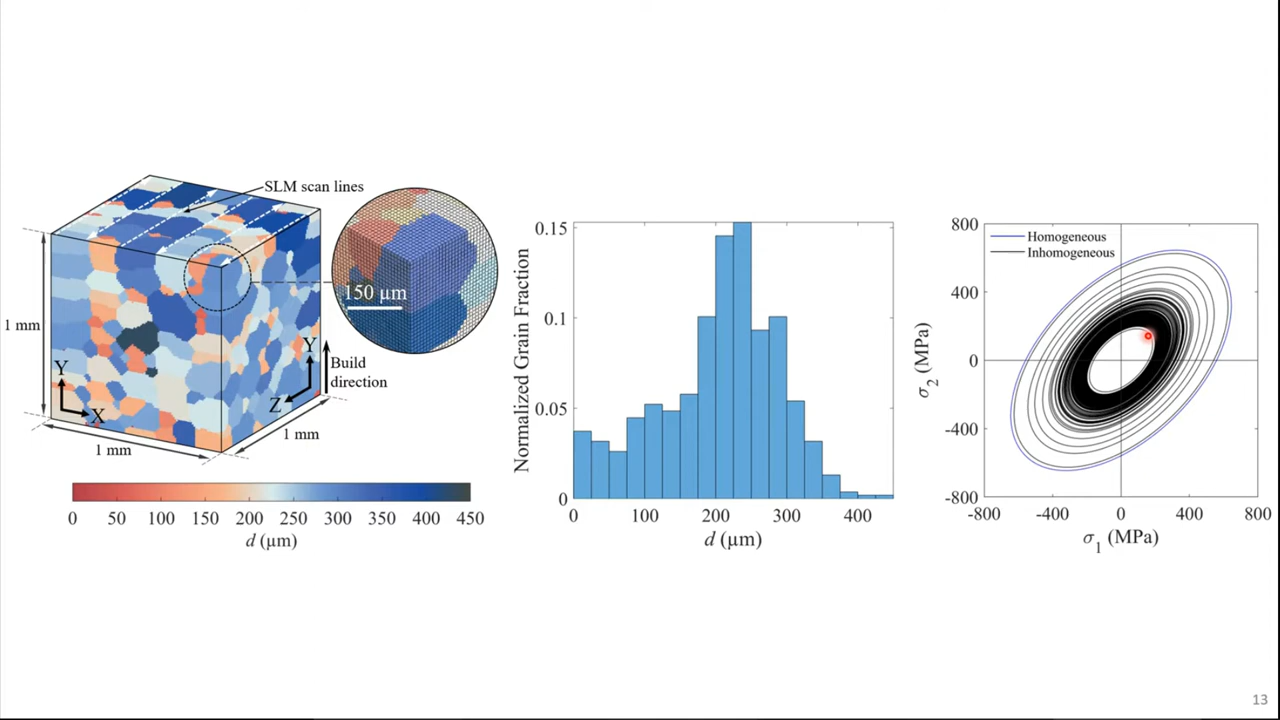 SLM scan lines
150 µm
1 mm
Y
X
Y
Z
Build
direction
1 mm
1 mm
0 50 100 150 200 250 300 350 400 450
d (µm)
Normalized Grain Fraction
0.15
0.1
0.05
0
0 100 200 300 400
d (µm)
Homogeneous
Inhomogeneous
σ2 (MPa)
800
400
0
-400
-800
-800 -400 0 400 800
σ1 (MPa)
13